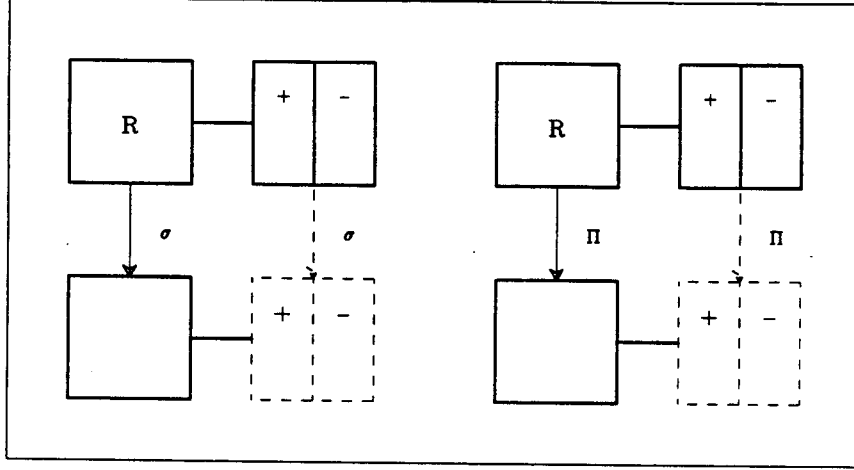 R + - R + -
σ σ Π Π
+ - + -